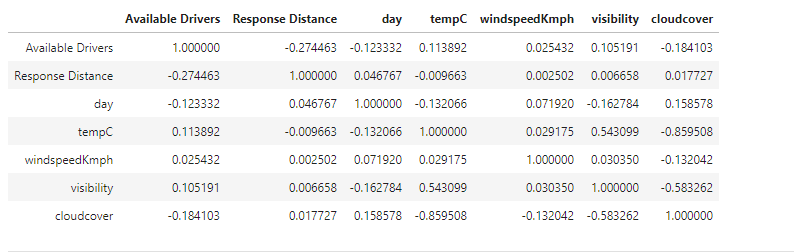 Available Drivers Response Distance day tempC windspeedKmph visibility cloudcover
Available Drivers 1.000000 -0.274463 -0.123332 0.113892 0.025432 0.105191 -0.184103
Response Distance -0.274463 1.000000 0.046767 -0.009663 0.002502 0.006658 0.017727
day -0.123332 0.046767 1.000000 -0.132066 0.071920 -0.162784 0.158578
tempC 0.113892 -0.009663 -0.132066 1.000000 0.029175 0.543099 -0.859508
windspeedKmph 0.025432 0.002502 0.071920 0.029175 1.000000 0.030350 -0.132042
visibility 0.105191 0.006658 -0.162784 0.543099 0.030350 1.000000 -0.583262
cloudcover -0.184103 0.017727 0.158578 -0.859508 -0.132042 -0.583262 1.000000